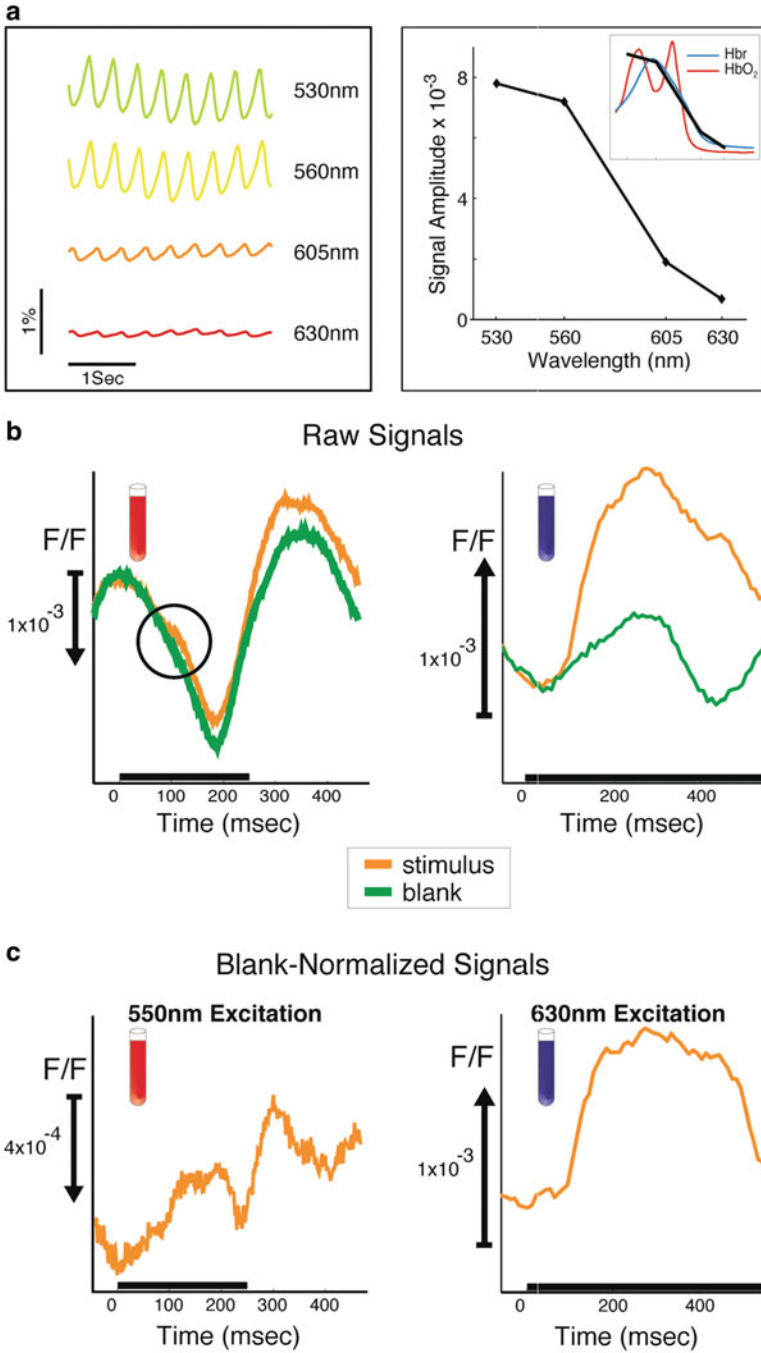 a
530nm
560nm
605nm
630nm
1%
1Sec
Signal Amplitude x 10-3
8
4
0
530
560
605
630
Wavelength (nm)
Hbr
HbO2
b
Raw Signals
F/F
1x10-3
0
100
200
300
400
Time (msec)
F/F
1x10-3
0
200
400
Time (msec)
stimulus
blank
c
Blank-Normalized Signals
550nm Excitation
F/F
4x10-4
0
100
200
300
400
Time (msec)
630nm Excitation
F/F
1x10-3
0
200
400
Time (msec)